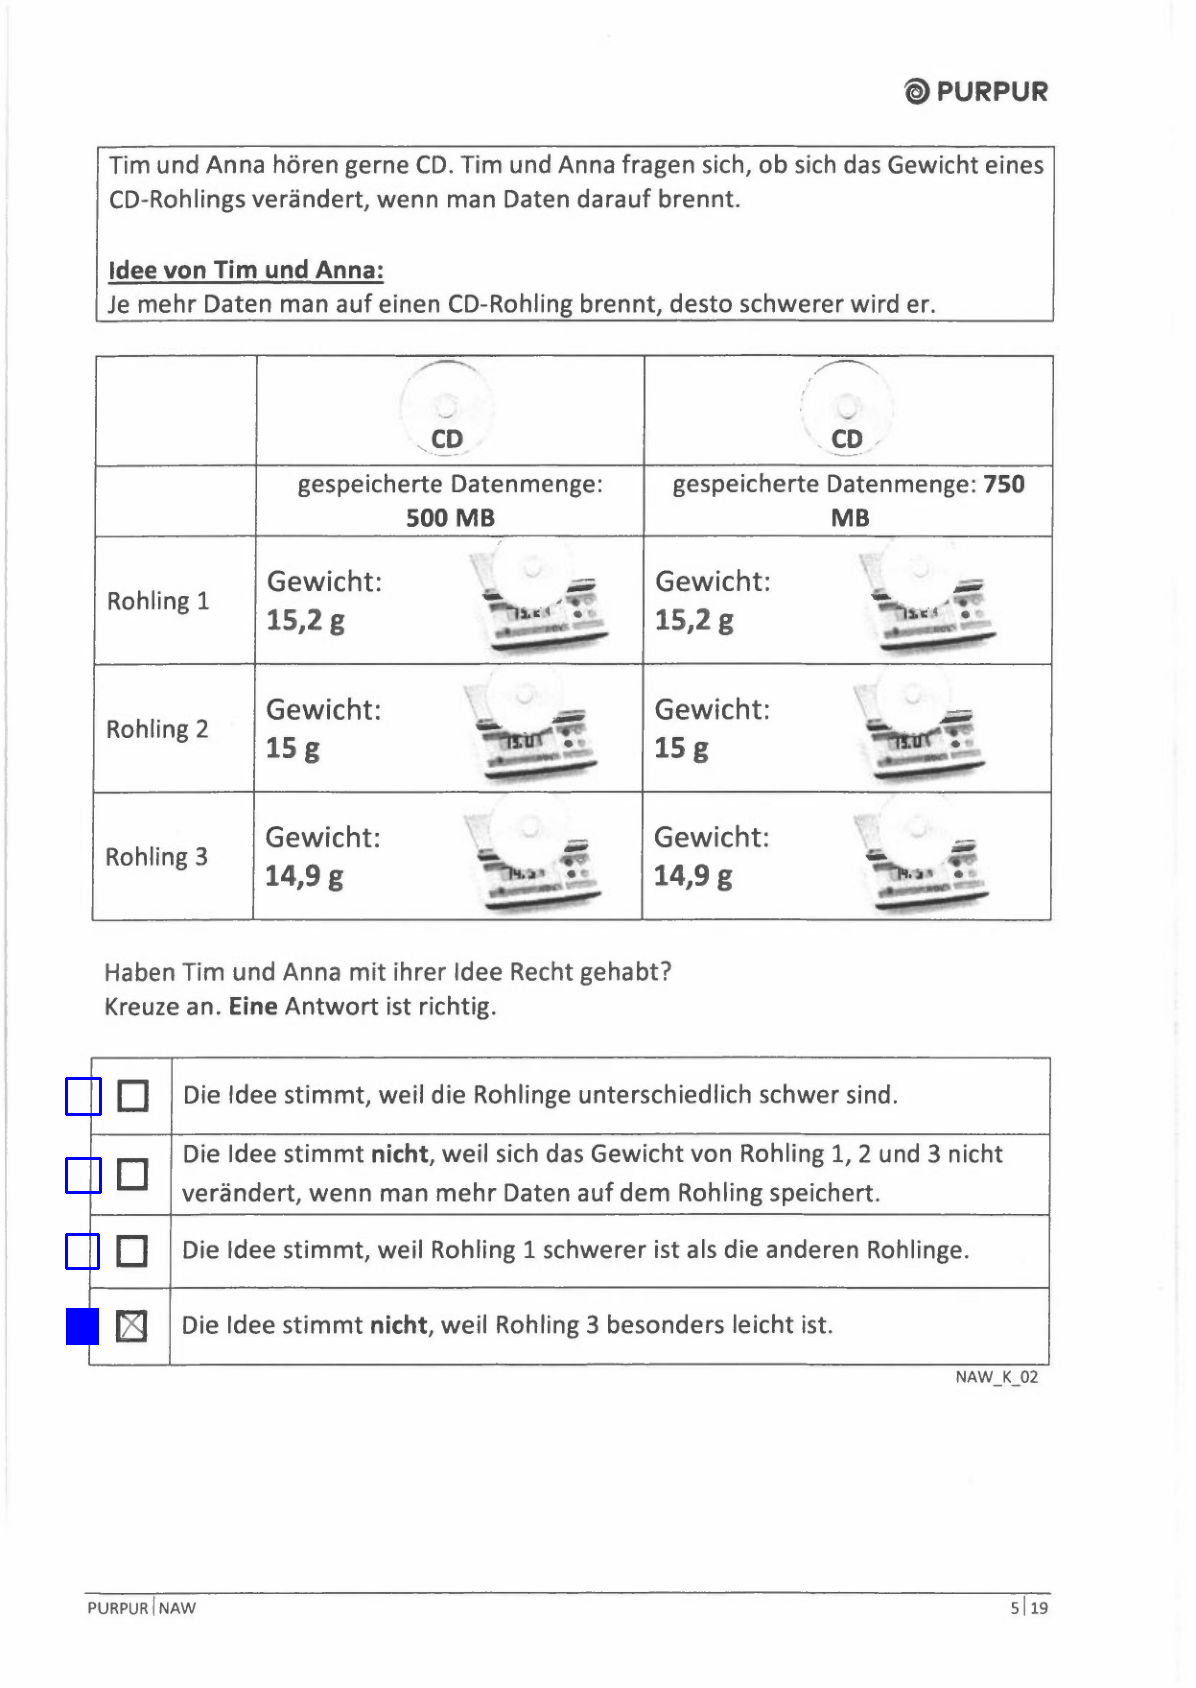 PURPUR
Tim und Anna hören gerne CD. Tim und Anna fragen sich, ob sich das Gewicht eines
CD-Rohlings verändert, wenn man Daten darauf brennt.
Idee von Tim und Anna:
Je mehr Daten man auf einen CD-Rohling brennt, desto schwerer wird er.
CD
CD
gespeicherte Datenmenge:
500 MB
gespeicherte Datenmenge: 750
MB
Rohling 1
Gewicht:
15,2 g
Gewicht:
15,2 g
Rohling 2
Gewicht:
15 g
Gewicht:
15 g
Rohling 3
Gewicht:
14,9 g
Gewicht:
14,9 g
Haben Tim und Anna mit ihrer Idee Recht gehabt?
Kreuze an. Eine Antwort ist richtig.
Die Idee stimmt, weil die Rohlinge unterschiedlich schwer sind.
Die Idee stimmt nicht, weil sich das Gewicht von Rohling 1, 2 und 3 nicht
verändert, wenn man mehr Daten auf dem Rohling speichert.
Die Idee stimmt, weil Rohling 1 schwerer ist als die anderen Rohlinge.
Die Idee stimmt nicht, weil Rohling 3 besonders leicht ist.
NAW_K_02
PURPUR | NAW
5 | 19